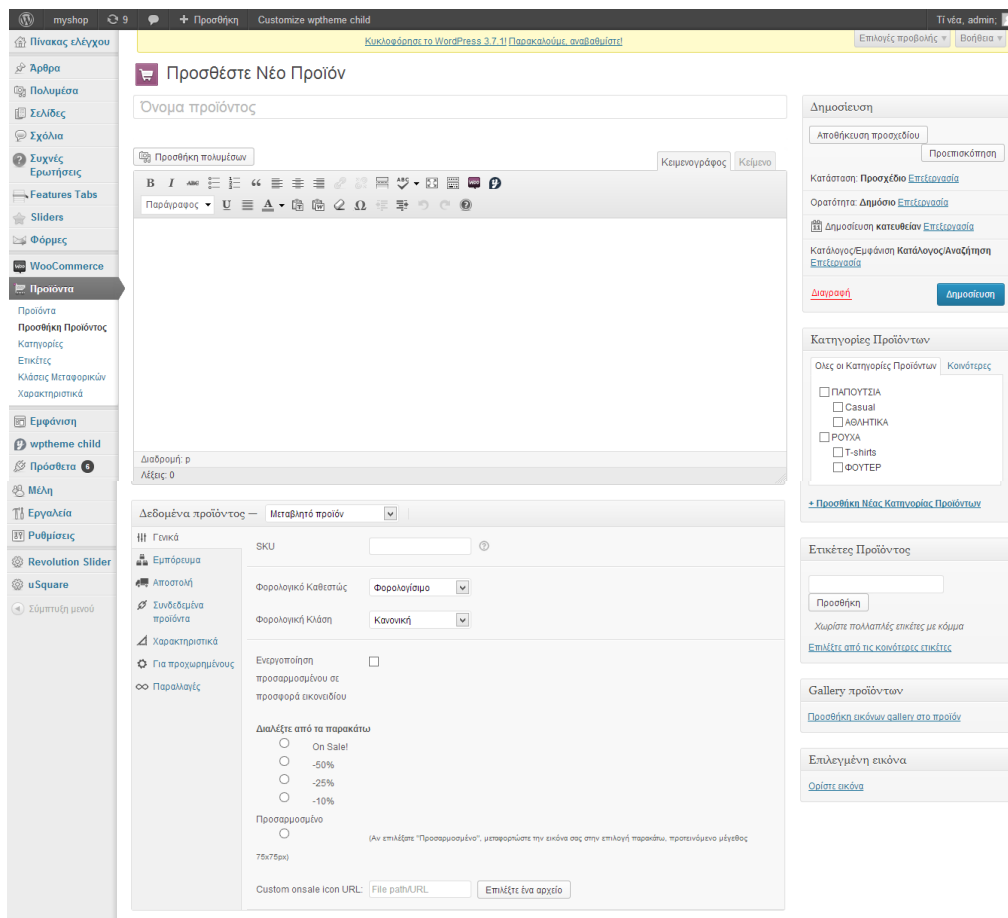 myshop 9 + Προσθήκη Customize wptheme child Τί νέα, admin;
Κυκλοφόρησε το WordPress 3.7.1! Παρακαλούμε, αναβαθμίστε!
Επιλογές προβολής Βοήθεια
Πίνακας ελέγχου
Άρθρα
Πολυμέσα
Σελίδες
Σχόλια
Συχνές
Ερωτήσεις
Features Tabs
Sliders
Φόρμες
WooCommerce
Προϊόντα
Προϊόντα
Προσθήκη Προϊόντος
Κατηγορίες
Ετικέτες
Κλάσεις Μεταφορικών
Χαρακτηριστικά
Εμφάνιση
wptheme child
Πρόσθετα 6
Μέλη
Εργαλεία
Ρυθμίσεις
Revolution Slider
uSquare
Σύμπτυξη μενού
Προσθέστε Νέο Προϊόν
Όνομα προϊόντος
Προσθήκη πολυμέσων
Κειμενογράφος Κείμενο
B I ABC ABC
Παράγραφος U A Ω
Διαδρομή: p
Λέξεις: 0
Δεδομένα προϊόντος — Μεταβλητό προϊόν
Γενικά
Εμπόρευμα
Αποστολή
Συνδεδεμένα
προϊόντα
Χαρακτηριστικά
Για προχωρημένους
Παραλλαγές
SKU
Φορολογικό Καθεστώς Φορολογίσιμο
Φορολογική Κλάση Κανονική
Ενεργοποίηση
προσαρμοσμένου σε
προσφορά εικονειδίου
Διαλέξτε από τα παρακάτω
On Sale!
-50%
-25%
-10%
Προσαρμοσμένο
(Αν επιλέξατε "Προσαρμοσμένο", μεταφορτώστε την εικόνα σας στην επιλογή παρακάτω, προτεινόμενο μέγεθος
75x75px)
Custom onsale icon URL: File path/URL Επιλέξτε ένα αρχείο
Δημοσίευση
Αποθήκευση προσχεδίου
Προεπισκόπηση
Κατάσταση: Προσχέδιο Επεξεργασία
Ορατότητα: Δημόσιο Επεξεργασία
Δημοσίευση κατευθείαν Επεξεργασία
Κατάλογος/Εμφάνιση Κατάλογος/Αναζήτηση
Επεξεργασία
Διαγραφή Δημοσίευση
Κατηγορίες Προϊόντων
Ολες οι Κατηγορίες Προϊόντων Κοινότερες
ΠΑΠΟΥΤΣΙΑ
Casual
ΑΘΛΗΤΙΚΑ
ΡΟΥΧΑ
T-shirts
ΦΟΥΤΕΡ
+ Προσθήκη Νέας Κατηγορίας Προϊόντων
Ετικέτες Προϊόντος
Προσθήκη
Χωρίστε πολλαπλές ετικέτες με κόμμα
Επιλέξτε από τις κοινότερες ετικέτες
Gallery προϊόντων
Προσθήκη εικόνων gallery στο προϊόν
Επιλεγμένη εικόνα
Ορίστε εικόνα